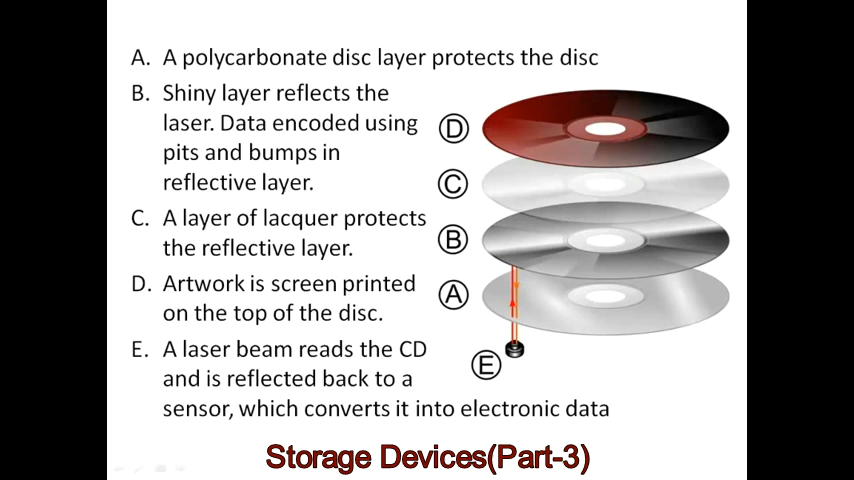 A. A polycarbonate disc layer protects the disc
B. Shiny layer reflects the
laser. Data encoded using
pits and bumps in
reflective layer.
C. A layer of lacquer protects
the reflective layer.
D. Artwork is screen printed
on the top of the disc.
E. A laser beam reads the CD
and is reflected back to a
sensor, which converts it into electronic data
D
C
B
A
E
Storage Devices(Part-3)